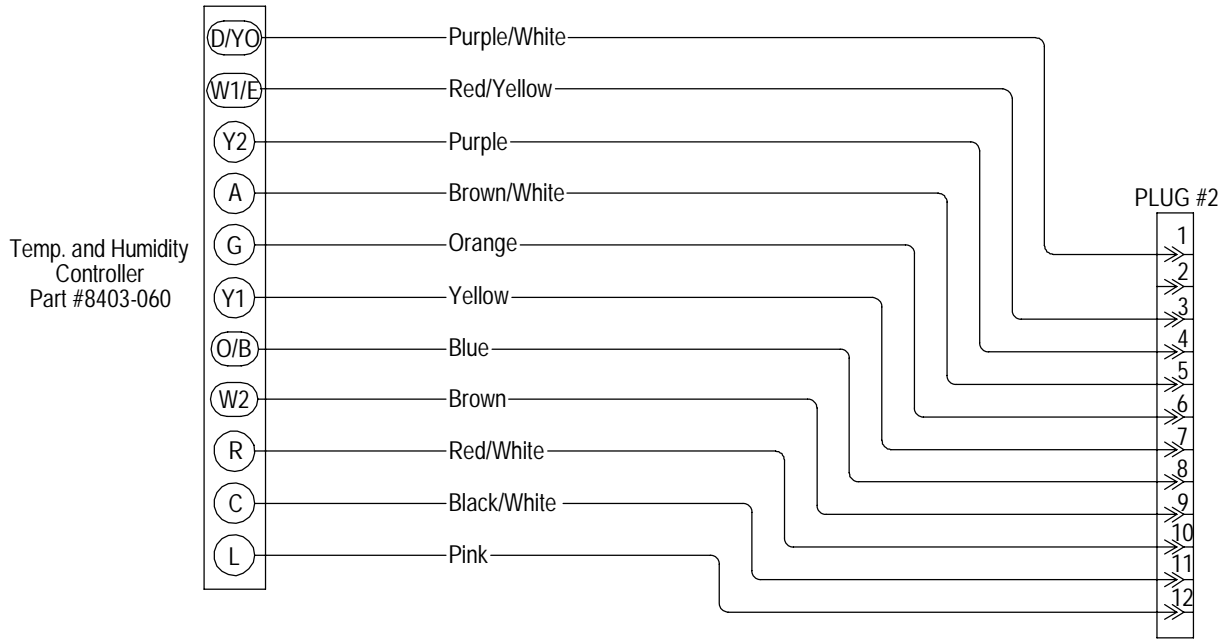 D/YO Purple/White
W1/E Red/Yellow
Y2 Purple
A Brown/White
G Orange
Y1 Yellow
O/B Blue
W2 Brown
R Red/White
C Black/White
L Pink
Temp. and Humidity
Controller
Part #8403-060
PLUG #2
1
2
3
4
5
6
7
8
9
10
11
12